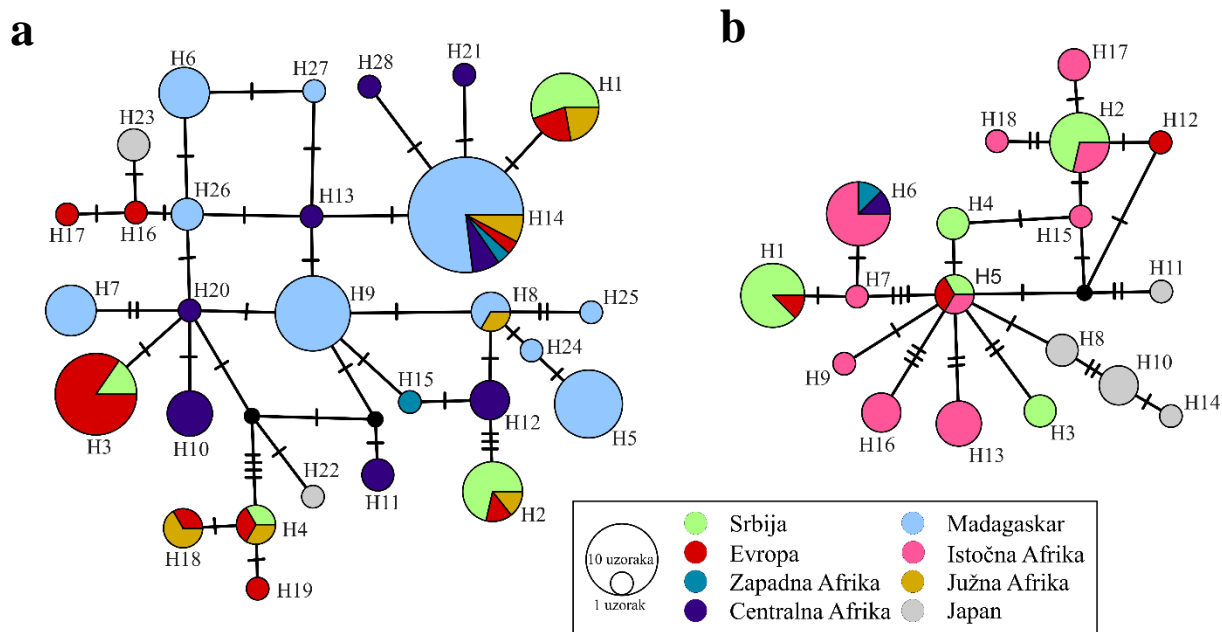 a
b
H6
H27
H28
H21
H1
H23
H26
H13
H14
H17
H16
H7
H20
H9
H8
H25
H24
H3
H10
H15
H12
H5
H22
H11
H2
H18
H4
H19
H17
H2
H12
H18
H6
H4
H15
H1
H7
H5
H11
H8
H9
H10
H14
H16
H13
H3
10 uzoraka
1 uzorak
Srbija
Evropa
Zapadna Afrika
Centralna Afrika
Madagaskar
Istočna Afrika
Južna Afrika
Japan